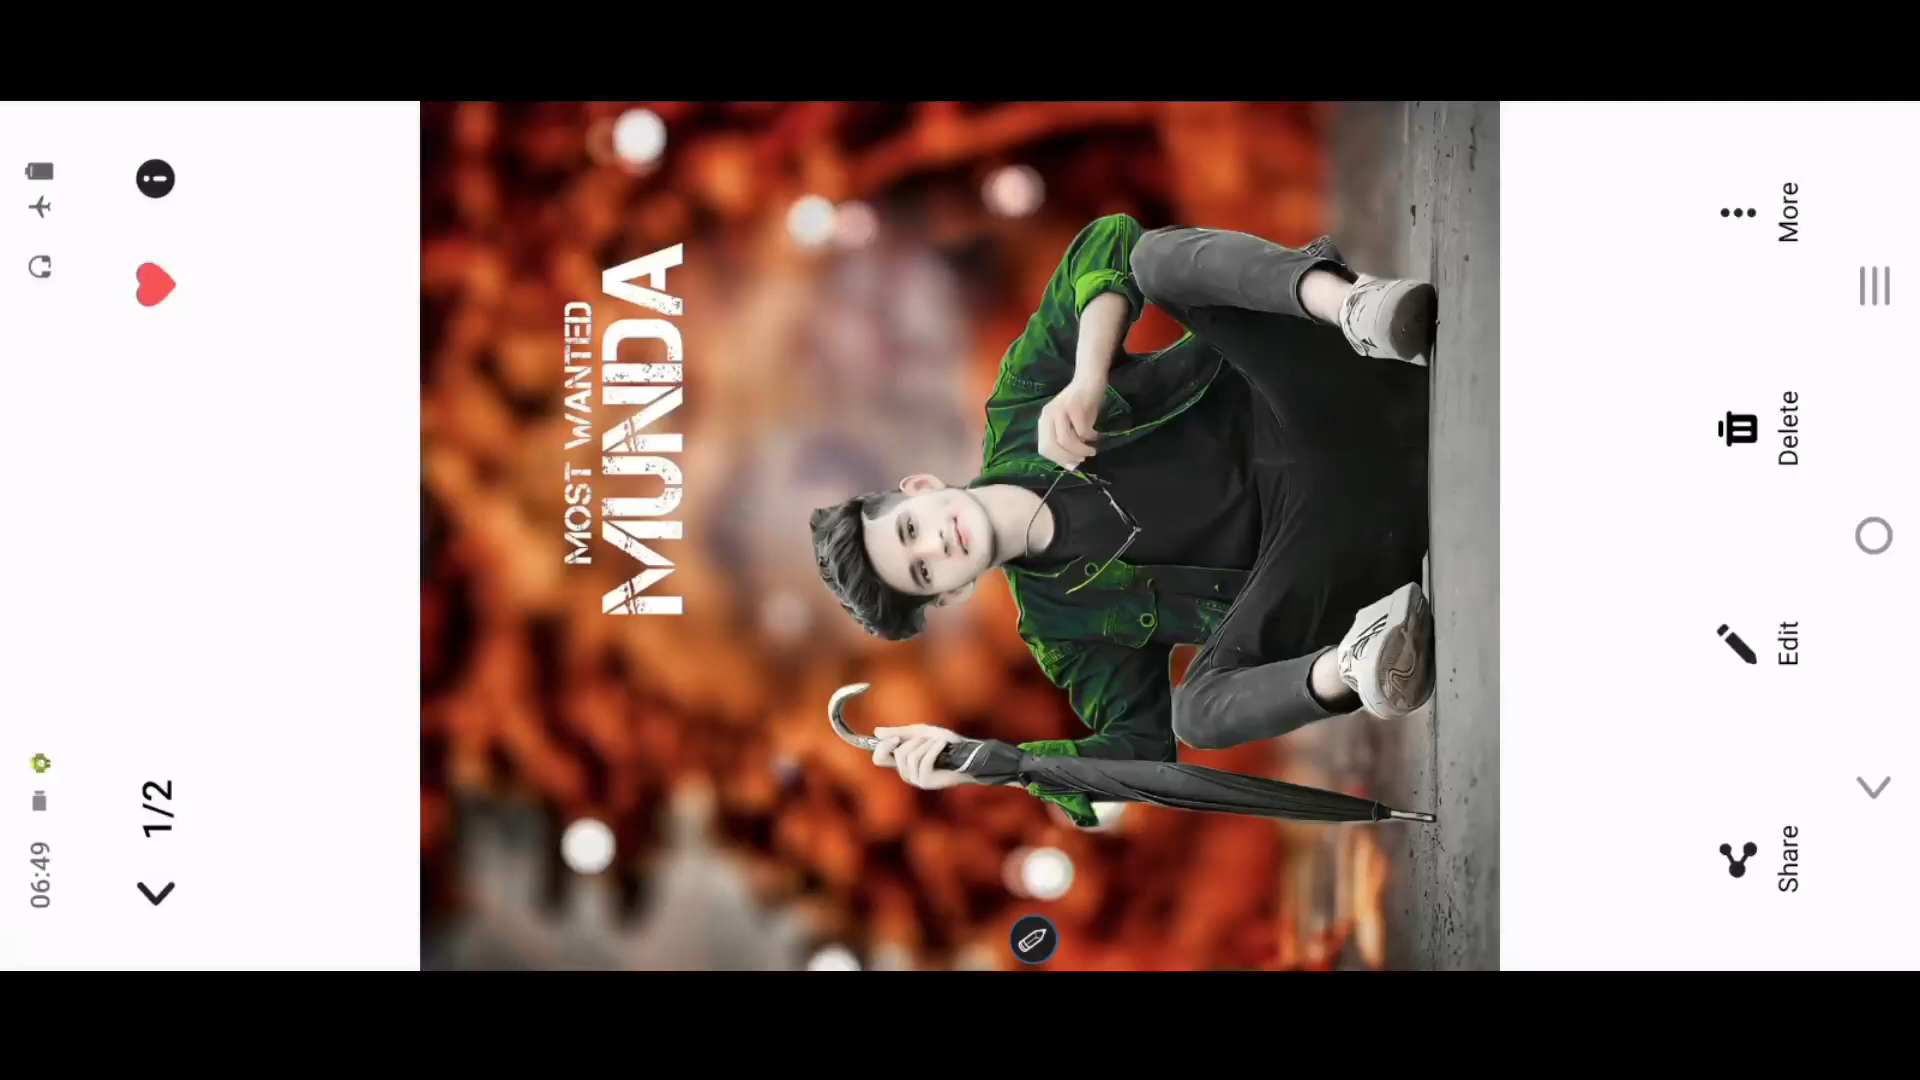 06:49
1/2
MOST WANTED
MUNDA
Share
Edit
Delete
More